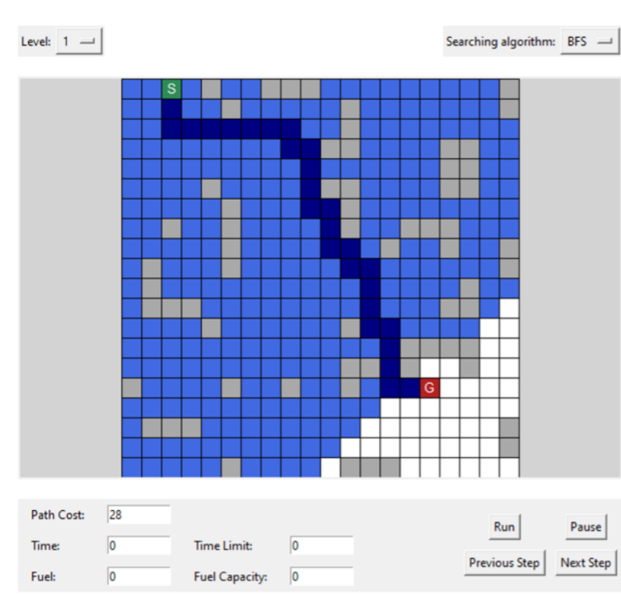 Level: 1 Searching algorithm: BFS
S
G
Path Cost: 28
Run Pause
Time: 0 Time Limit: 0
Previous Step Next Step
Fuel: 0 Fuel Capacity: 0